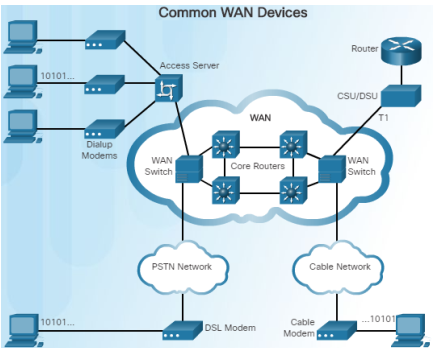 Common WAN Devices
Router
Access Server
10101...
CSU/DSU
T1
WAN
Dialup
Modems
WAN
Switch
Core Routers
WAN
Switch
PSTN Network
Cable Network
10101...
DSL Modem
Cable
Modem
...10101